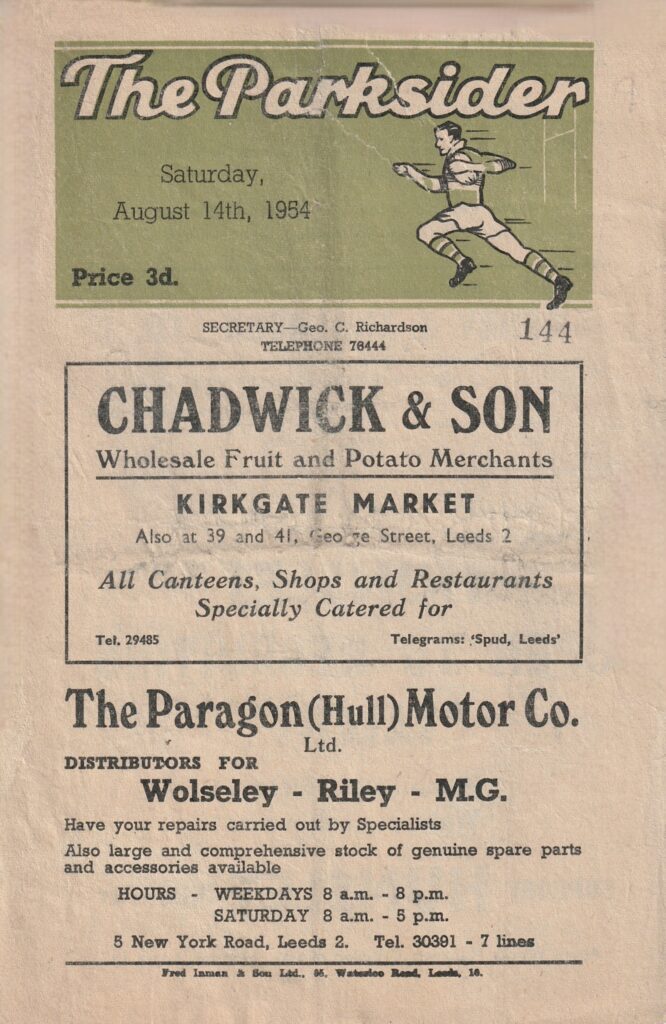 The Parksider
Saturday,
August 14th, 1954
Price 3d.
SECRETARY—Geo. C. Richardson
TELEPHONE 76444
144
CHADWICK & SON
Wholesale Fruit and Potato Merchants
KIRKGATE MARKET
Also at 39 and 41, George Street, Leeds 2
All Canteens, Shops and Restaurants
Specially Catered for
Tel. 29485
Telegrams: 'Spud, Leeds'
The Paragon (Hull) Motor Co.
Ltd.
DISTRIBUTORS FOR
Wolseley - Riley - M.G.
Have your repairs carried out by Specialists
Also large and comprehensive stock of genuine spare parts
and accessories available
HOURS - WEEKDAYS 8 a.m. - 8 p.m.
SATURDAY 8 a.m. - 5 p.m.
5 New York Road, Leeds 2. Tel. 30391 - 7 lines
Fred Inman & Son Ltd., Waterloo Road, Leeds, 10.